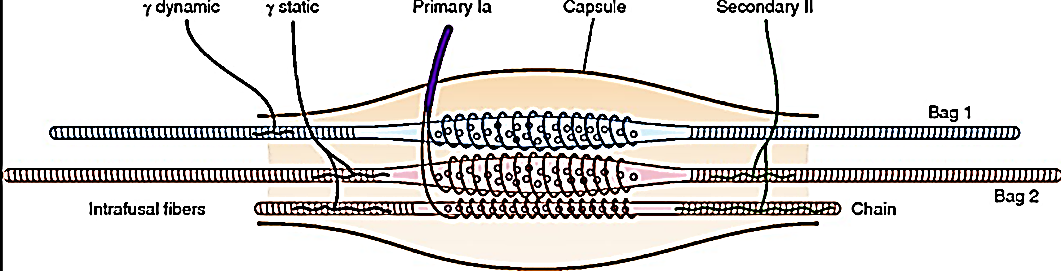 γ dynamic
γ static
Primary Ia
Capsule
Secondary II
Bag 1
Bag 2
Intrafusal fibers
Chain